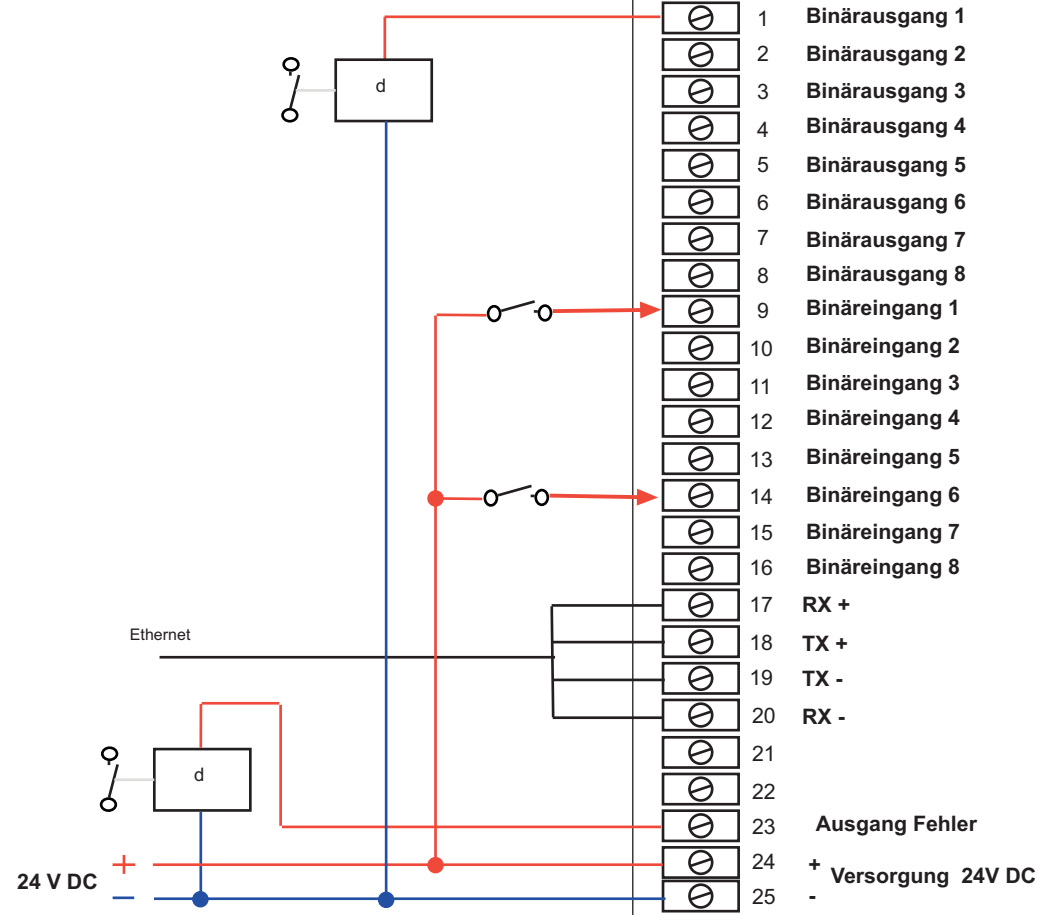 1 Binärausgang 1
2 Binärausgang 2
d
3 Binärausgang 3
4 Binärausgang 4
5 Binärausgang 5
6 Binärausgang 6
7 Binärausgang 7
8 Binärausgang 8
9 Binäreingang 1
10 Binäreingang 2
11 Binäreingang 3
12 Binäreingang 4
13 Binäreingang 5
14 Binäreingang 6
15 Binäreingang 7
16 Binäreingang 8
17 RX +
Ethernet
18 TX +
19 TX -
20 RX -
21
d
22
23 Ausgang Fehler
24 +
24 V DC + −
Versorgung 24V DC
25 -